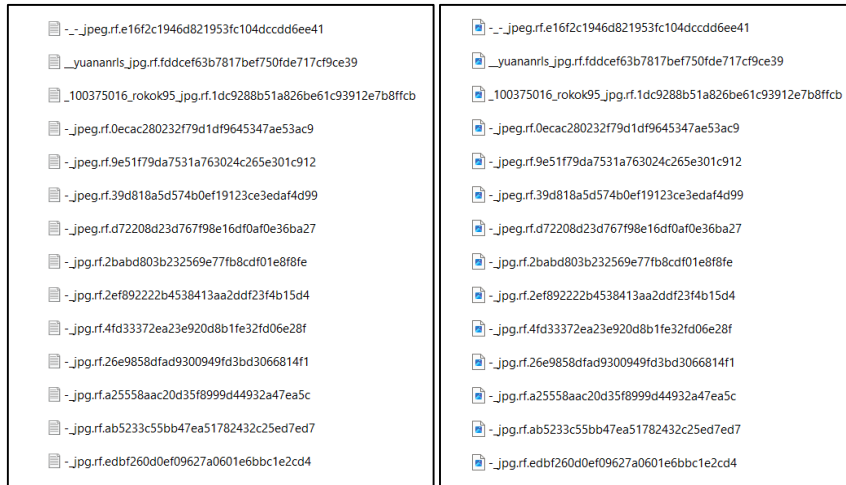 -_-_jpeg.rf.e16f2c1946d821953fc104dccdd6ee41
__yuananrls_jpg.rf.fddcef63b7817bef750fde717cf9ce39
_100375016_rokok95_jpg.rf.1dc9288b51a826be61c93912e7b8ffcb
-_jpeg.rf.0ecac280232f79d1df9645347ae53ac9
-_jpeg.rf.9e51f79da7531a763024c265e301c912
-_jpeg.rf.39d818a5d574b0ef19123ce3edaf4d99
-_jpeg.rf.d72208d23d767f98e16df0af0e36ba27
-_jpg.rf.2babd803b232569e77fb8cdf01e8f8fe
-_jpg.rf.2ef892222b4538413aa2ddf23f4b15d4
-_jpg.rf.4fd33372ea23e920d8b1fe32fd06e28f
-_jpg.rf.26e9858dfad9300949fd3bd3066814f1
-_jpg.rf.a25558aac20d35f8999d44932a47ea5c
-_jpg.rf.ab5233c55bb47ea51782432c25ed7ed7
-_jpg.rf.edbf260d0ef09627a0601e6bbc1e2cd4
-_-_jpeg.rf.e16f2c1946d821953fc104dccdd6ee41
__yuananrls_jpg.rf.fddcef63b7817bef750fde717cf9ce39
_100375016_rokok95_jpg.rf.1dc9288b51a826be61c93912e7b8ffcb
-_jpeg.rf.0ecac280232f79d1df9645347ae53ac9
-_jpeg.rf.9e51f79da7531a763024c265e301c912
-_jpeg.rf.39d818a5d574b0ef19123ce3edaf4d99
-_jpeg.rf.d72208d23d767f98e16df0af0e36ba27
-_jpg.rf.2babd803b232569e77fb8cdf01e8f8fe
-_jpg.rf.2ef892222b4538413aa2ddf23f4b15d4
-_jpg.rf.4fd33372ea23e920d8b1fe32fd06e28f
-_jpg.rf.26e9858dfad9300949fd3bd3066814f1
-_jpg.rf.a25558aac20d35f8999d44932a47ea5c
-_jpg.rf.ab5233c55bb47ea51782432c25ed7ed7
-_jpg.rf.edbf260d0ef09627a0601e6bbc1e2cd4